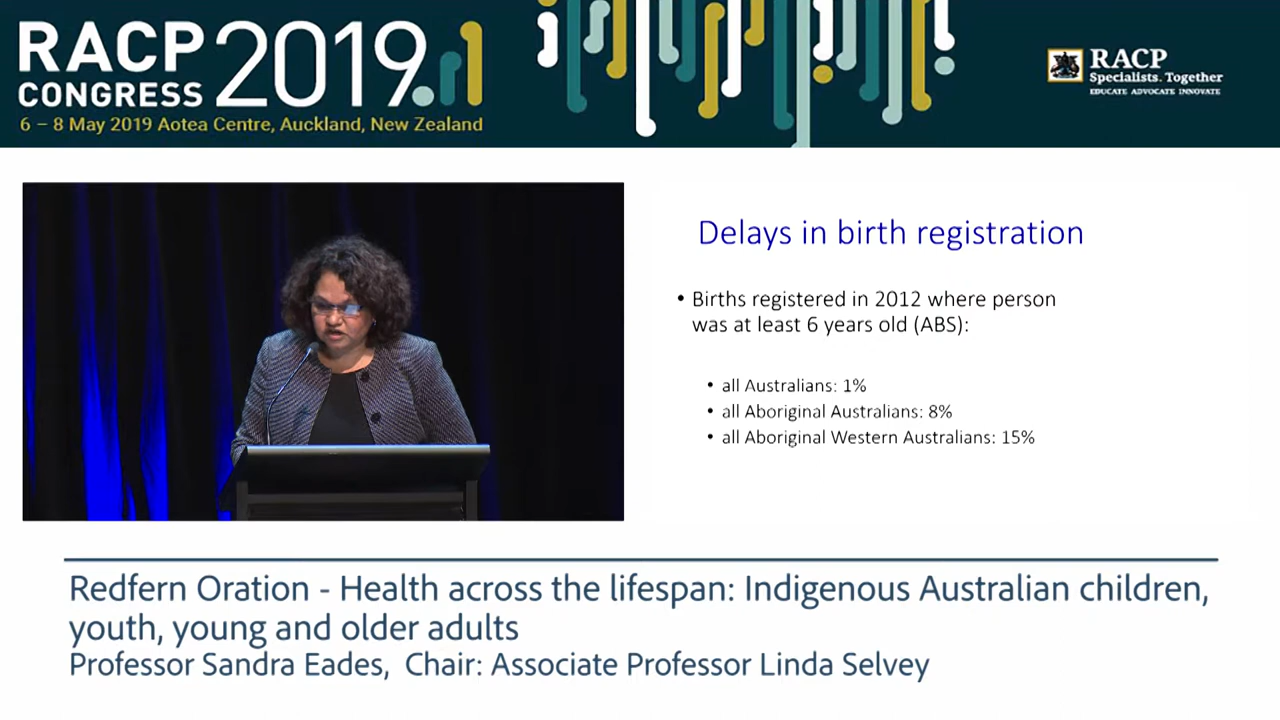 RACP
CONGRESS 2019
6 – 8 May 2019 Aotea Centre, Auckland, New Zealand
RACP
Specialists. Together
EDUCATE ADVOCATE INNOVATE
Delays in birth registration
• Births registered in 2012 where person
was at least 6 years old (ABS):
• all Australians: 1%
• all Aboriginal Australians: 8%
• all Aboriginal Western Australians: 15%
Redfern Oration - Health across the lifespan: Indigenous Australian children,
youth, young and older adults
Professor Sandra Eades, Chair: Associate Professor Linda Selvey